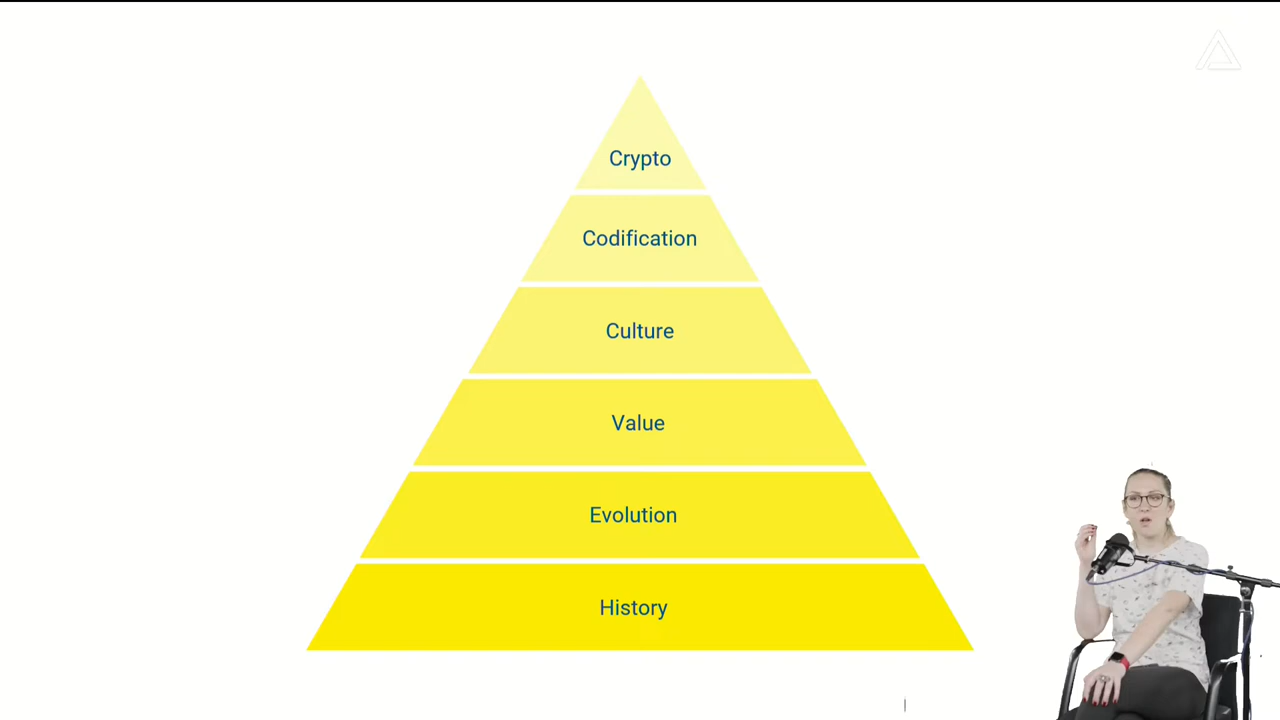 Crypto
Codification
Culture
Value
Evolution
History